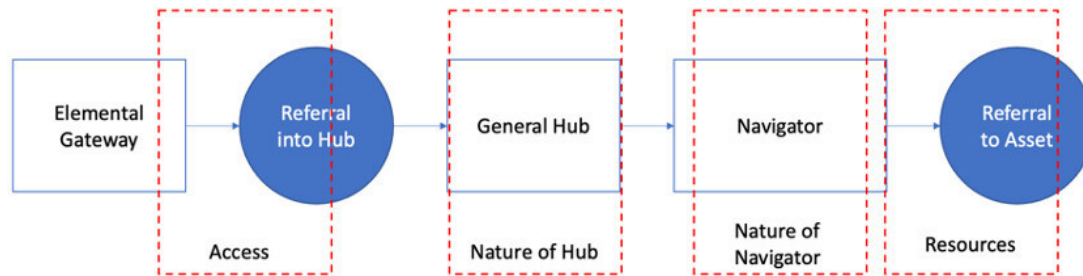 Elemental
Gateway
Referral
into Hub
General Hub
Navigator
Referral
to Asset
Access
Nature of Hub
Nature of
Navigator
Resources